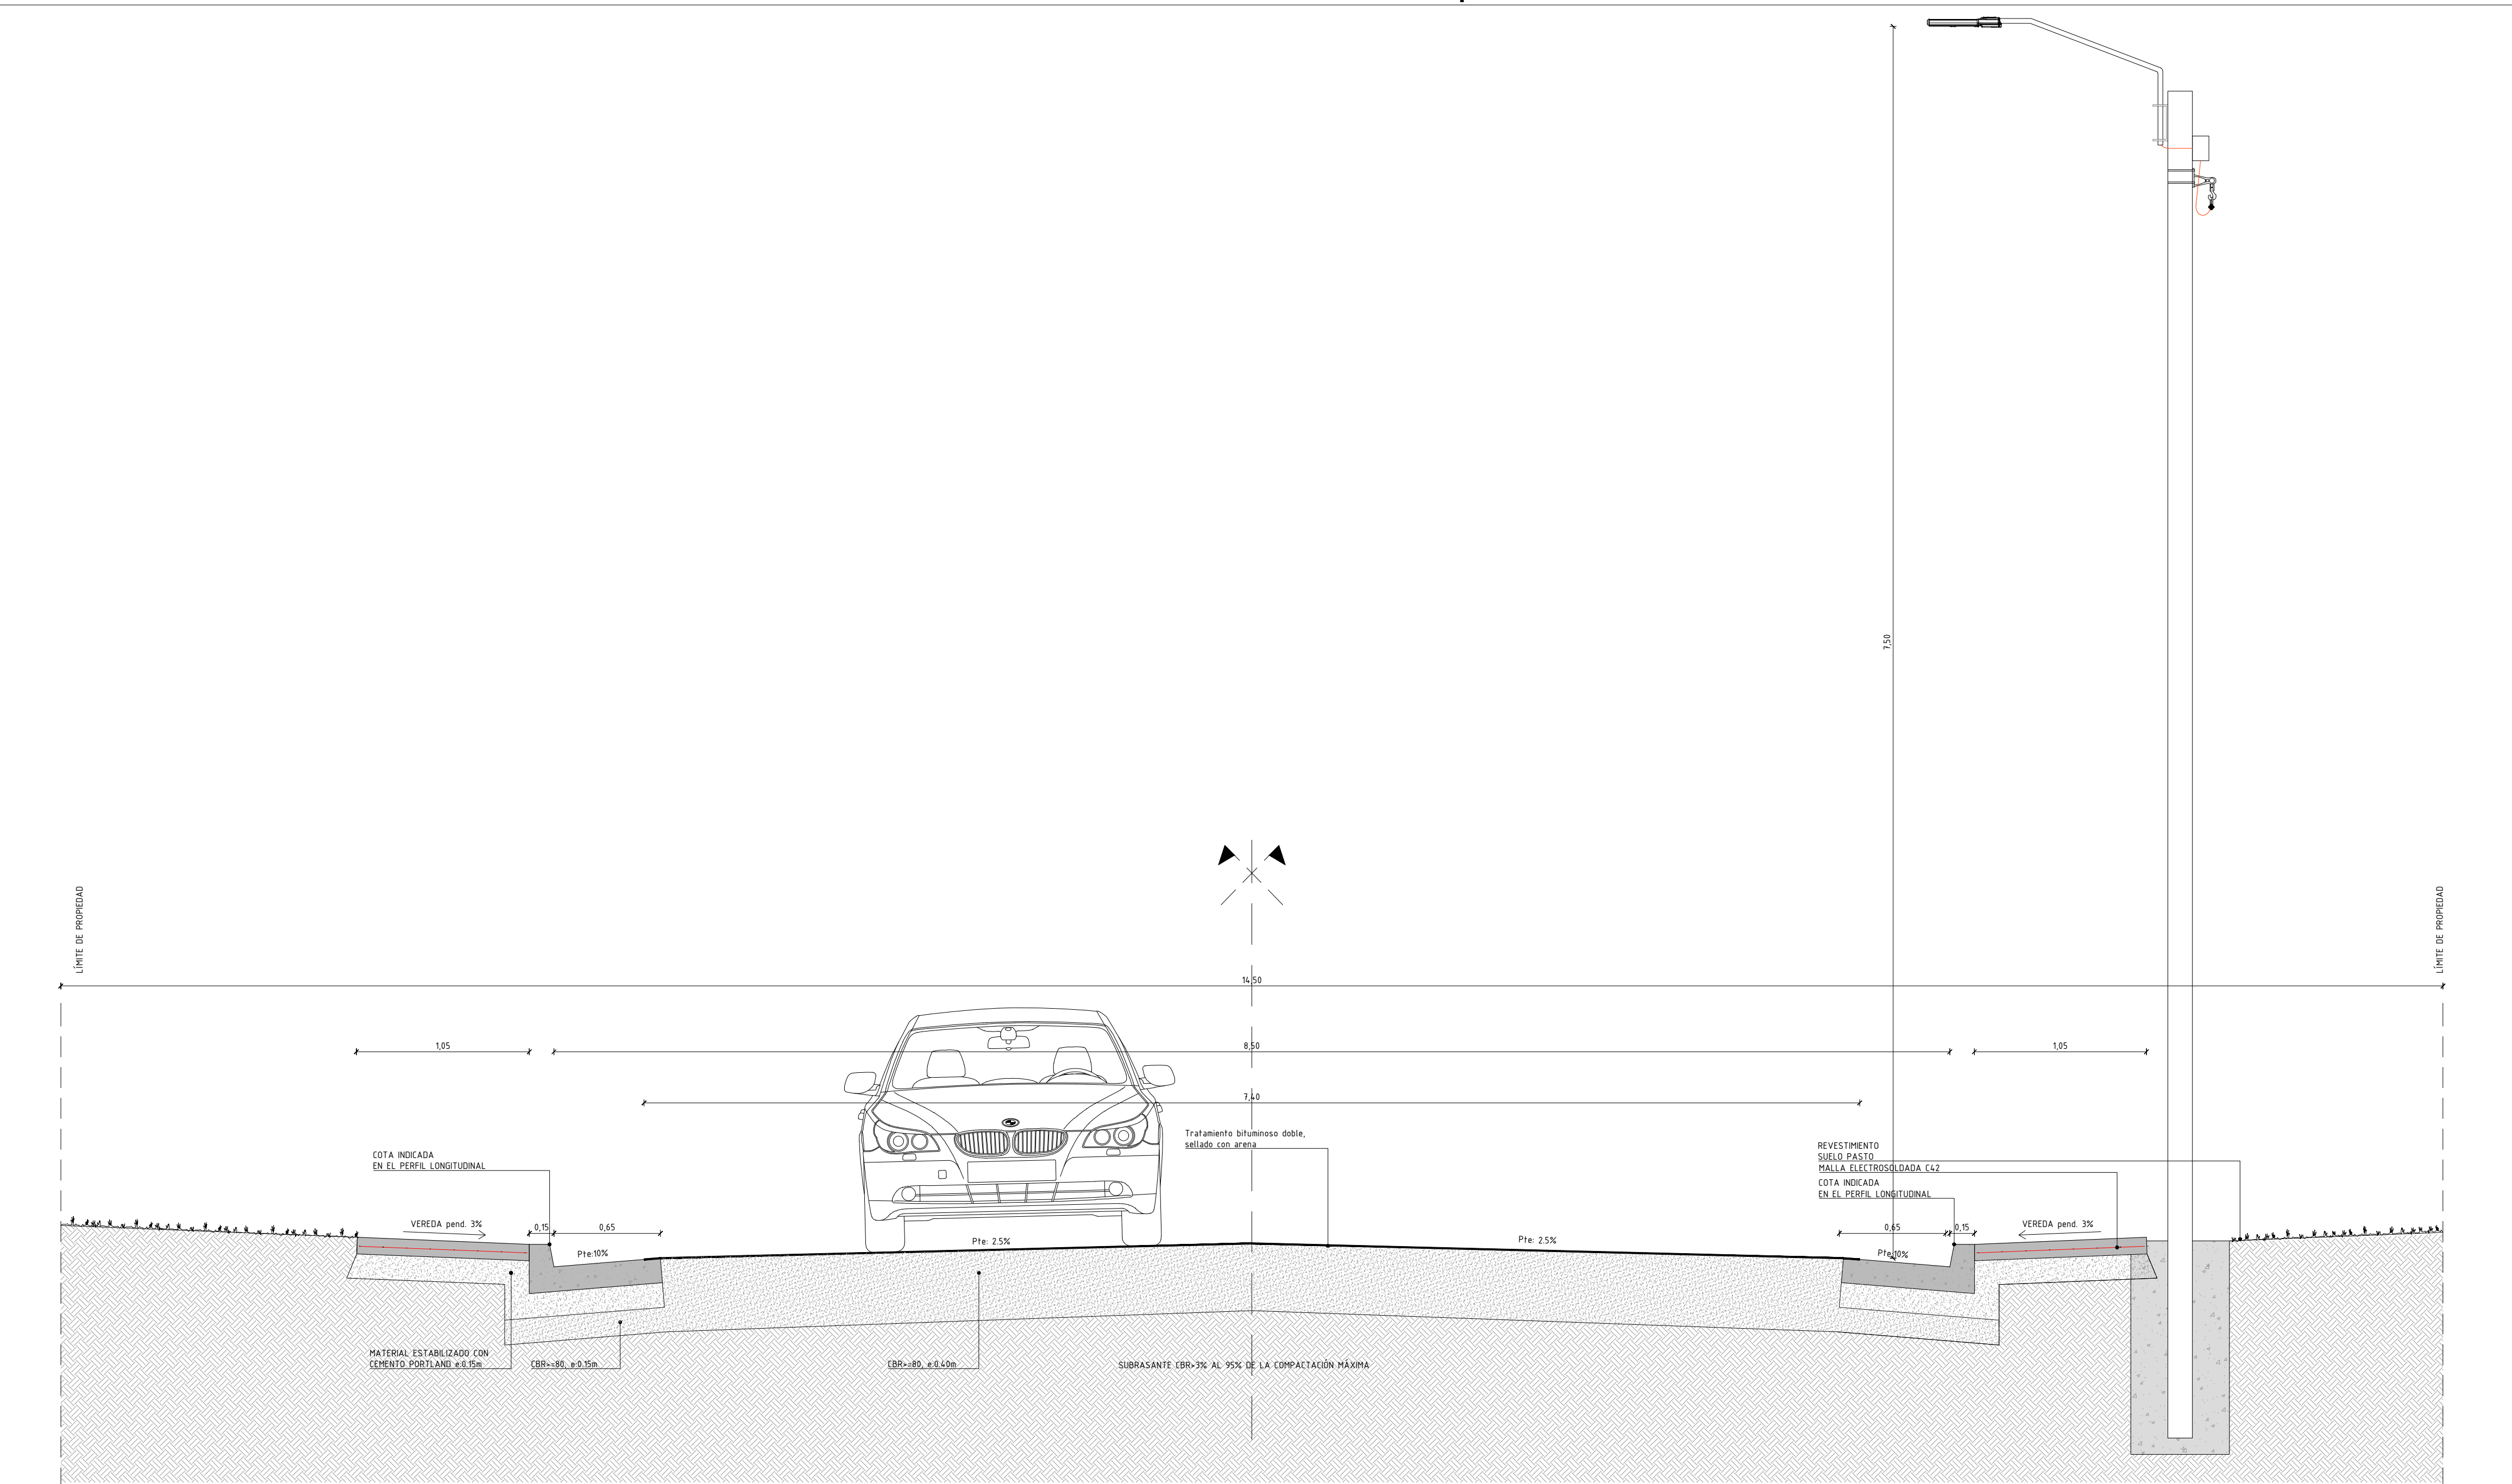 7,50
LÍMITE DE PROPIEDAD
LÍMITE DE PROPIEDAD
14,50
1,05
8,50
1,05
7,40
Tratamiento bituminoso doble,
sellado con arena
COTA INDICADA
EN EL PERFIL LONGITUDINAL
REVESTIMIENTO
SUELO PASTO
MALLA ELECTROSOLDADA C42
COTA INDICADA
EN EL PERFIL LONGITUDINAL
VEREDA pend. 3%
0,15
0,65
0,65
0,15
VEREDA pend. 3%
Pte:10%
Pte: 2.5%
Pte: 2.5%
Pte:10%
MATERIAL ESTABILIZADO CON
CEMENTO PORTLAND e:0.15m
CBR>=80, e:0.15m
CBR>=80, e:0.40m
SUBRASANTE CBR>3% AL 95% DE LA COMPACTACIÓN MÁXIMA